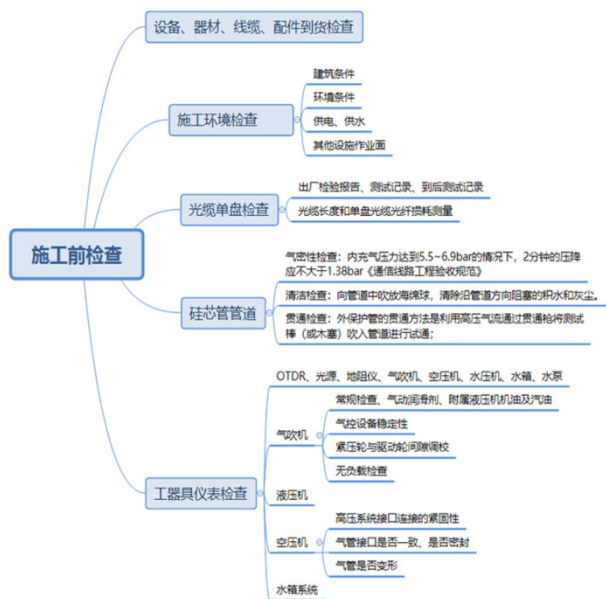 设备、器材、线缆、配件到货检查
建筑条件
环境条件
施工环境检查
供电、供水
其他设施作业面
出厂检验报告、测试记录、到后测试记录
光缆单盘检查
光缆长度和单盘光缆光纤损耗测量
施工前检查
气密性检查:内充气压力达到5.5~6.9bar的情况下,2分钟的压降
应不大于1.38bar《通信线路工程验收规范》
硅芯管管道
清洁检查:向管道中吹放海绵球,清除沿管道方向阻塞的积水和灰尘。
贯通检查:外保护管的贯通方法是利用高压气流通过贯通枪将测试
棒(或木塞)吹入管道进行试通;
OTDR、光源、地阻仪、气吹机、空压机、水压机、水箱、水泵
常规检查、气动润滑剂、附属液压机机油及汽油
气吹机
气控设备稳定性
紧压轮与驱动轮间隙调校
无负载检查
工器具仪表检查
液压机
高压系统接口连接的紧固性
空压机
气管接口是否一致、是否密封
气管是否变形
水箱系统